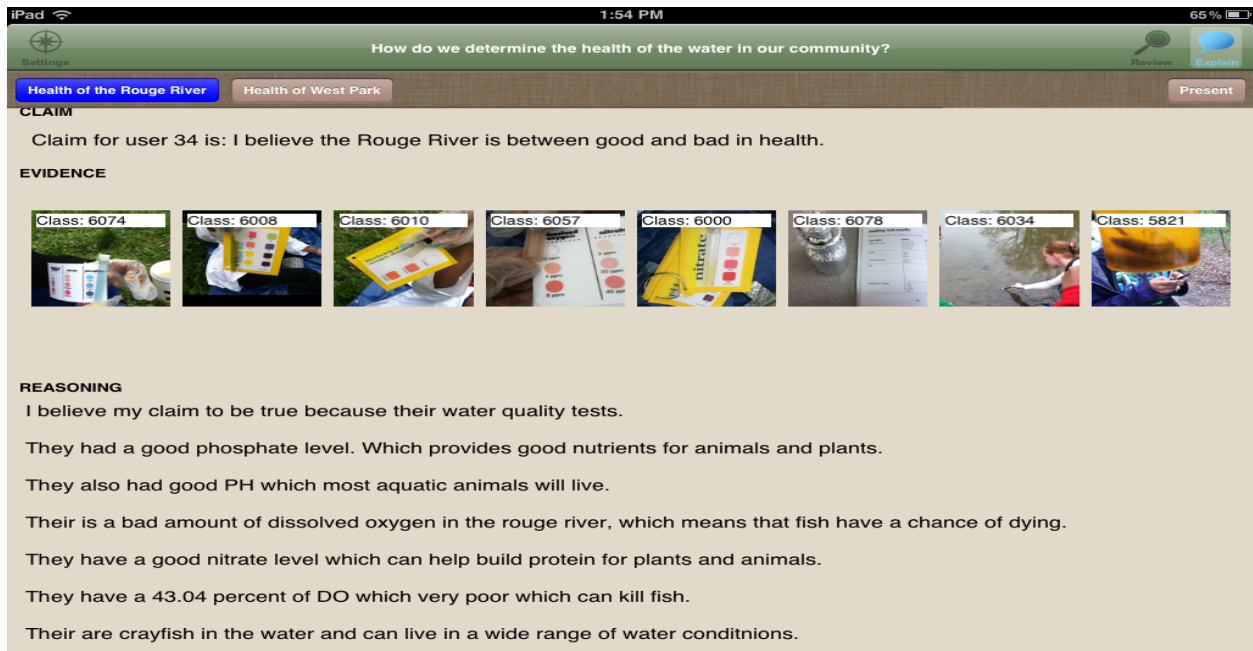 iPad 1:54 PM 65%
How do we determine the health of the water in our community?
Settings Review Explain
Health of the Rouge River Health of West Park Present
CLAIM
Claim for user 34 is: I believe the Rouge River is between good and bad in health.
EVIDENCE
Class: 6074 Class: 6008 Class: 6010 Class: 6057 Class: 6000 Class: 6078 Class: 6034 Class: 5821
nitrate
REASONING
I believe my claim to be true because their water quality tests.
They had a good phosphate level. Which provides good nutrients for animals and plants.
They also had good PH which most aquatic animals will live.
Their is a bad amount of dissolved oxygen in the rouge river, which means that fish have a chance of dying.
They have a good nitrate level which can help build protein for plants and animals.
They have a 43.04 percent of DO which very poor which can kill fish.
Their are crayfish in the water and can live in a wide range of water conditnions.